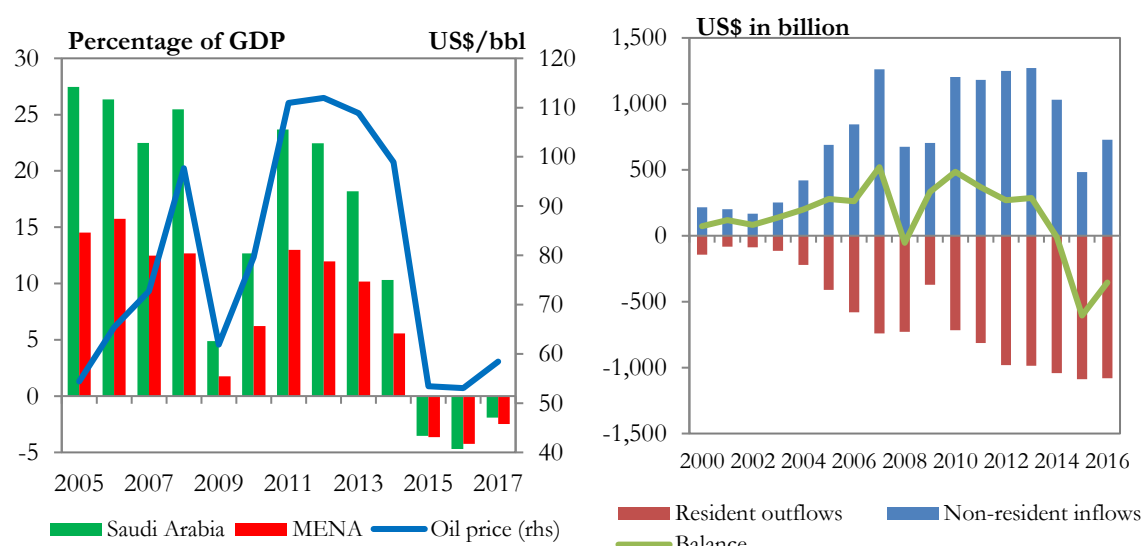 Percentage of GDP US$/bbl
30 120
25 110
20 100
15 90
10 80
5 70
0 60
-5 50
40
2005 2007 2009 2011 2013 2015 2017
Saudi Arabia MENA Oil price (rhs)
US$ in billion
1,500
1,000
500
0
-500
-1,000
-1,500
2000 2002 2004 2006 2008 2010 2012 2014 2016
Resident outflows Non-resident inflows
Balance